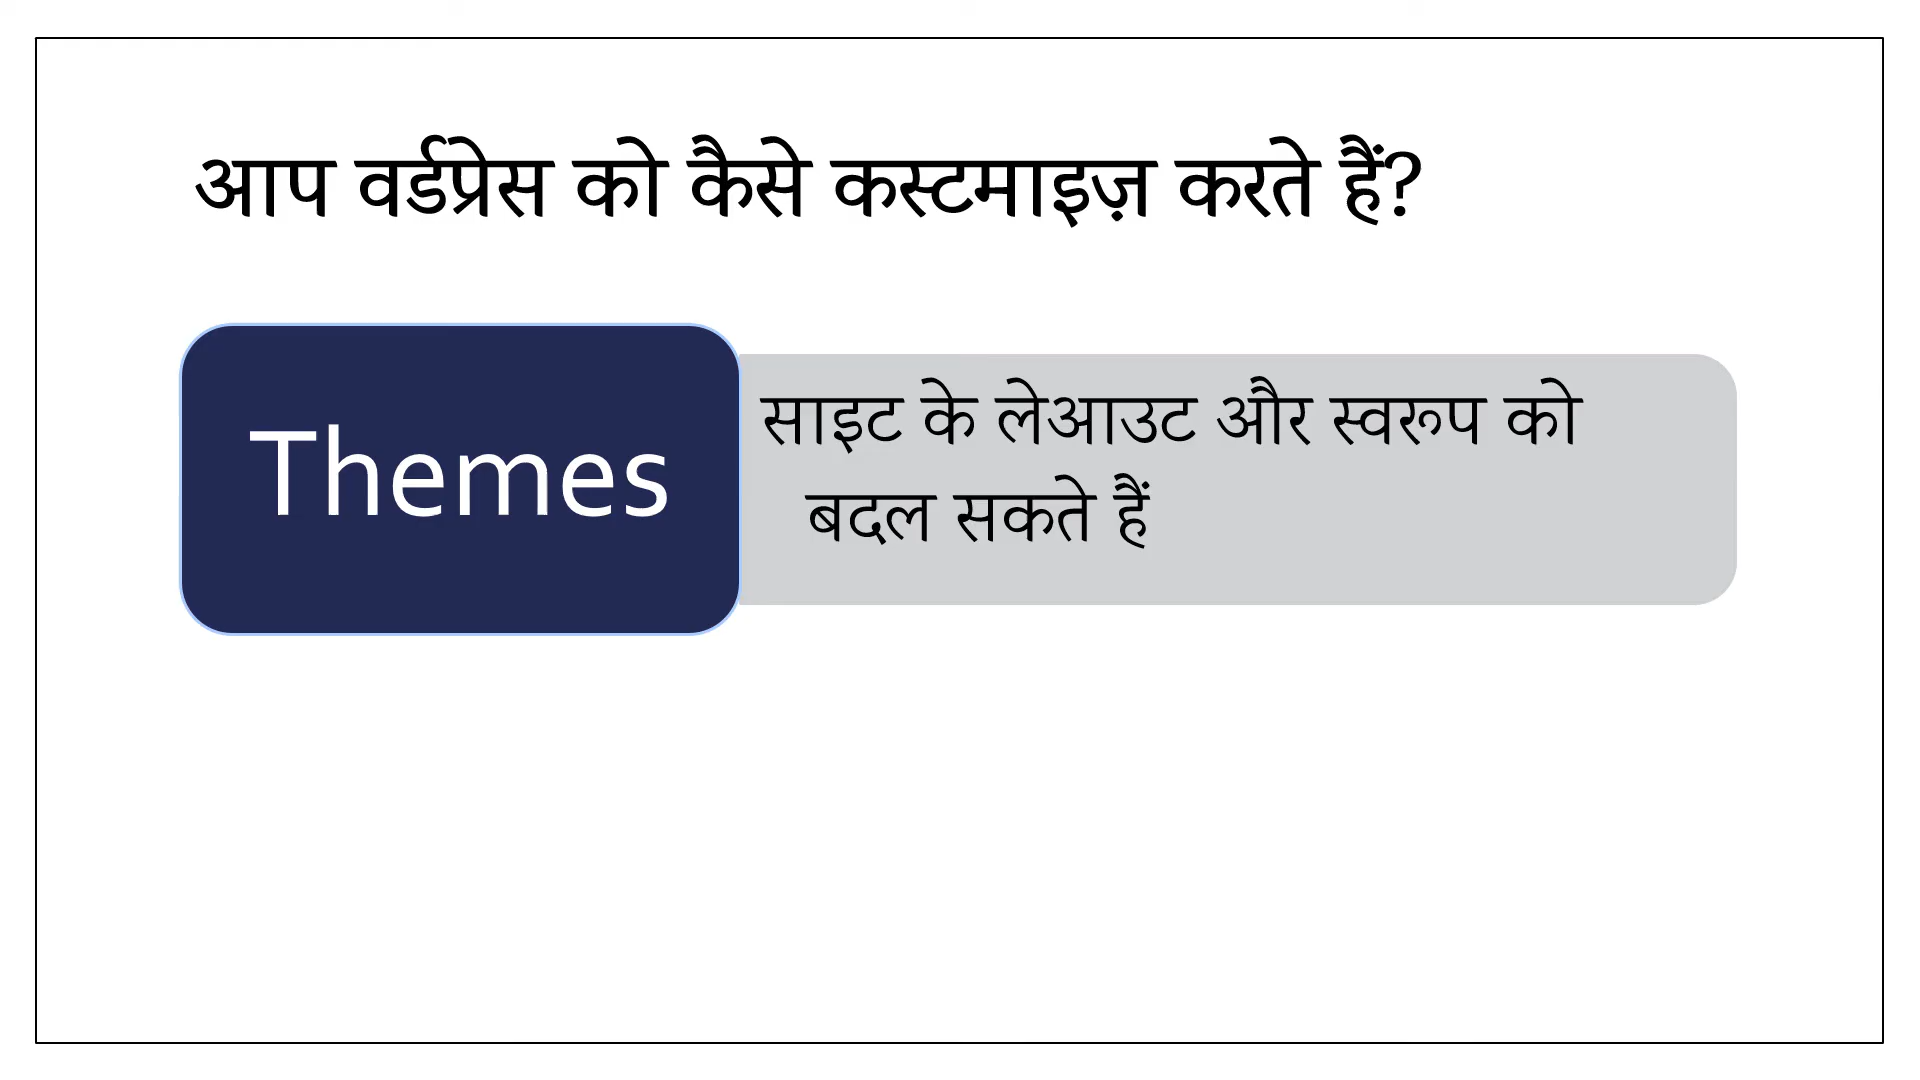 आप वर्डप्रेस को कैसे कस्टमाइज़ करते हैं?
Themes
साइट के लेआउट और स्वरूप को
बदल सकते हैं